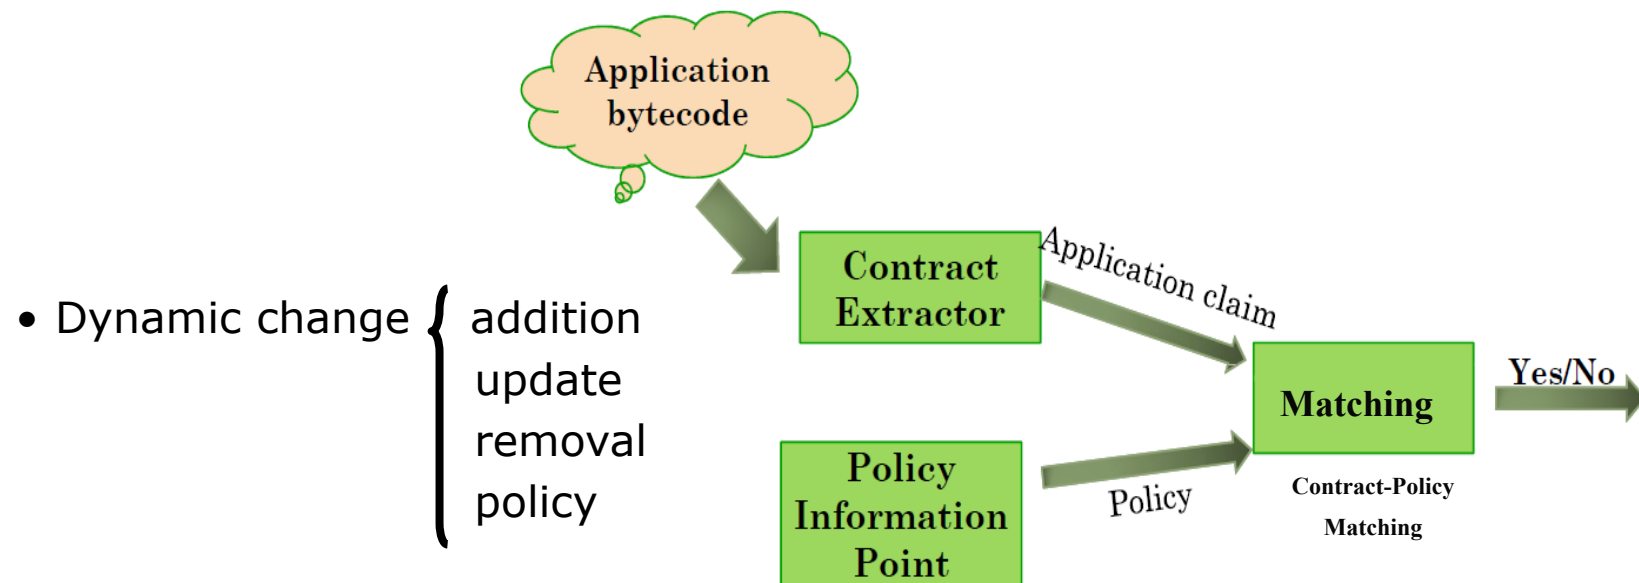 Application
bytecode
Contract
Extractor
Application claim
• Dynamic change { addition
update
removal
policy
Matching
Yes/No
Policy
Information
Point
Policy
Contract-Policy
Matching